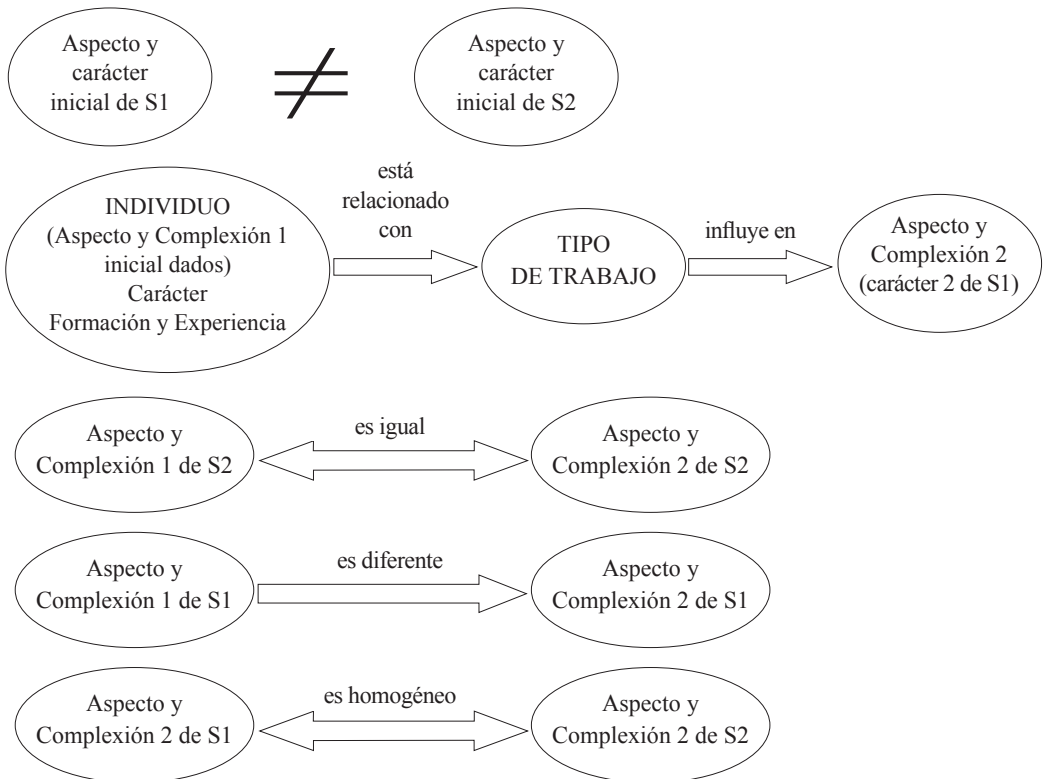 Aspecto y
carácter
inicial de S1
≠
Aspecto y
carácter
inicial de S2
INDIVIDUO
(Aspecto y Complexión 1
inicial dados)
Carácter
Formación y Experiencia
está
relacionado
con
TIPO
DE TRABAJO
influye en
Aspecto y
Complexión 2
(carácter 2 de S1)
Aspecto y
Complexión 1 de S2
es igual
Aspecto y
Complexión 2 de S2
Aspecto y
Complexión 1 de S1
es diferente
Aspecto y
Complexión 2 de S1
Aspecto y
Complexión 2 de S1
es homogéneo
Aspecto y
Complexión 2 de S2